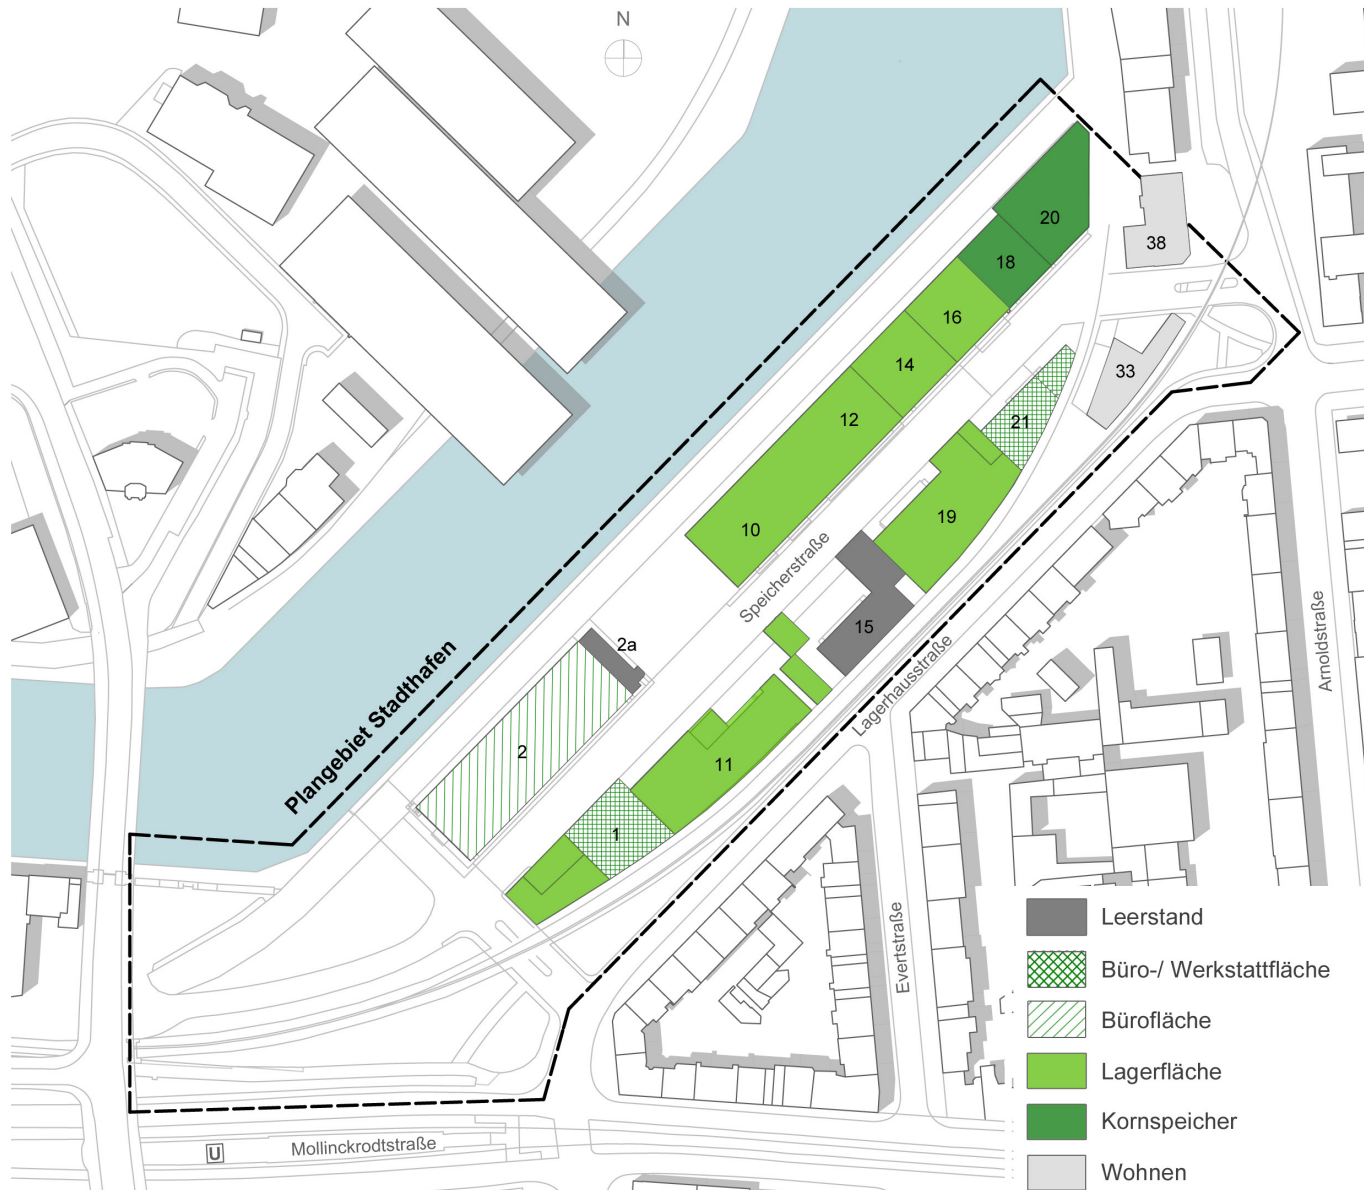 N
20
38
18
16
33
14
21
12
10
19
Speicherstraße
15
2a
Arnoldstraße
Lagerhausstraße
Plangebiet Stadthafen
2
11
1
Evertstraße
Mollinckrodtstraße
U
Leerstand
Büro-/ Werkstattfläche
Bürofläche
Lagerfläche
Kornspeicher
Wohnen